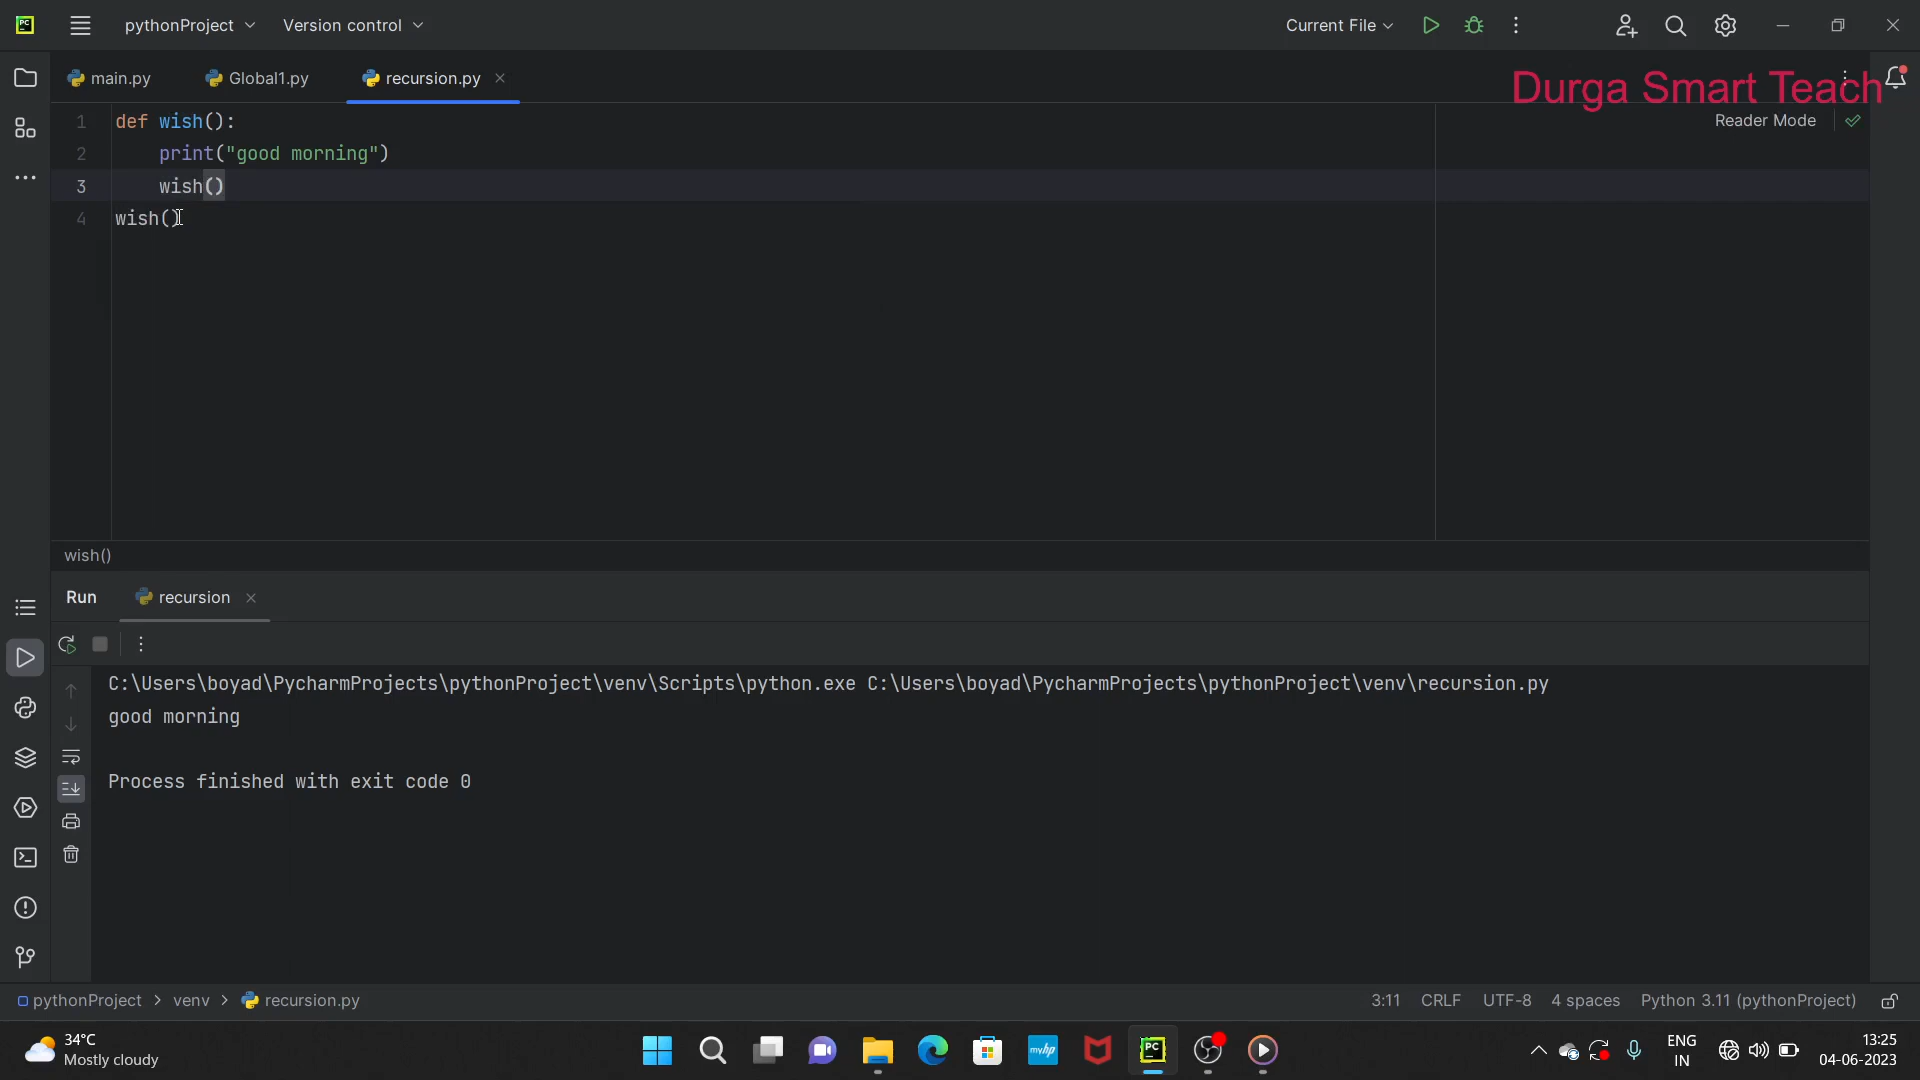 pythonProject Version control Current File
main.py Global1.py recursion.py
Durga Smart Teach
Reader Mode
1 def wish():
2 print("good morning")
3 wish()
4 wish()
wish()
Run recursion
C:\Users\boyad\PycharmProjects\pythonProject\venv\Scripts\python.exe C:\Users\boyad\PycharmProjects\pythonProject\venv\recursion.py
good morning
Process finished with exit code 0
pythonProject > venv > recursion.py 3:11 CRLF UTF-8 4 spaces Python 3.11 (pythonProject)
34°C
Mostly cloudy
myhp
PC
ENG
IN
13:25
04-06-2023